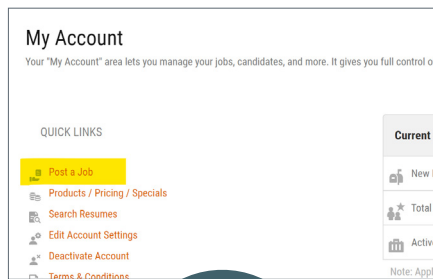 My Account
Your "My Account" area lets you manage your jobs, candidates, and more. It gives you full control o
QUICK LINKS
Current
Post a Job
New
Products / Pricing / Specials
Total
Search Resumes
Edit Account Settings
Activ
Deactivate Account
Note: Appl
Terms & Conditions